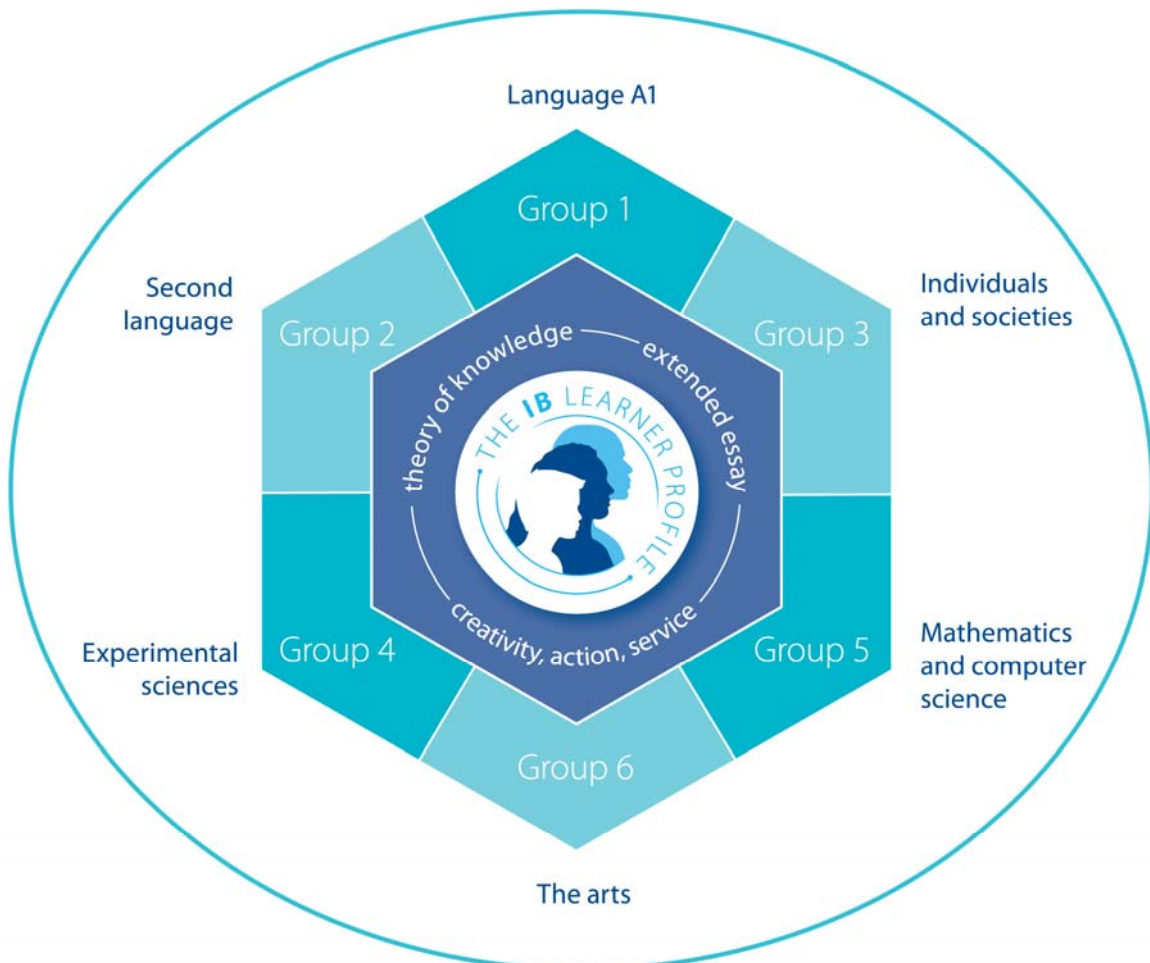 Language A1
Group 1
Second
language
Group 2
Group 3
Individuals
and societies
theory of knowledge
extended essay
THE IB LEARNER PROFILE
creativity, action, service
Experimental
sciences
Group 4
Group 5
Mathematics
and computer
science
Group 6
The arts